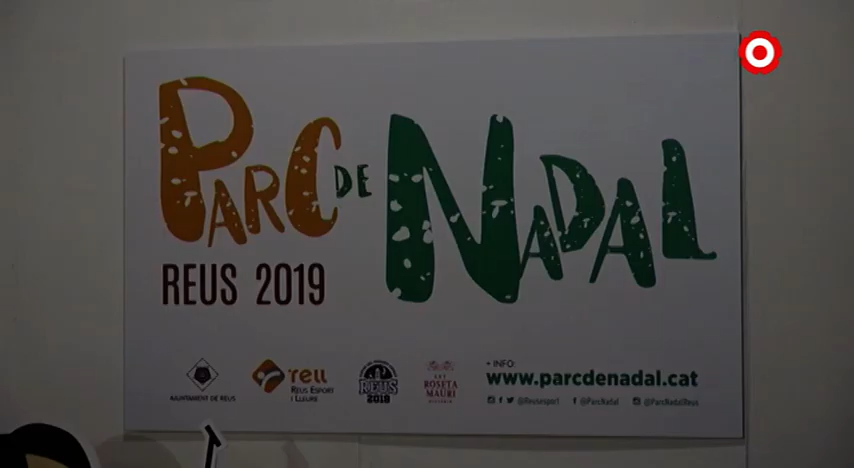 PARC DE NADAL
REUS 2019
AJUNTAMENT DE REUS
rell
REUS ESPORT
I LLEURE
REUS
2019
ROSETA
MAURI
+ INFO:
www.parcdenadal.cat
@Reusesport @ParcNadal @ParcNadalReus